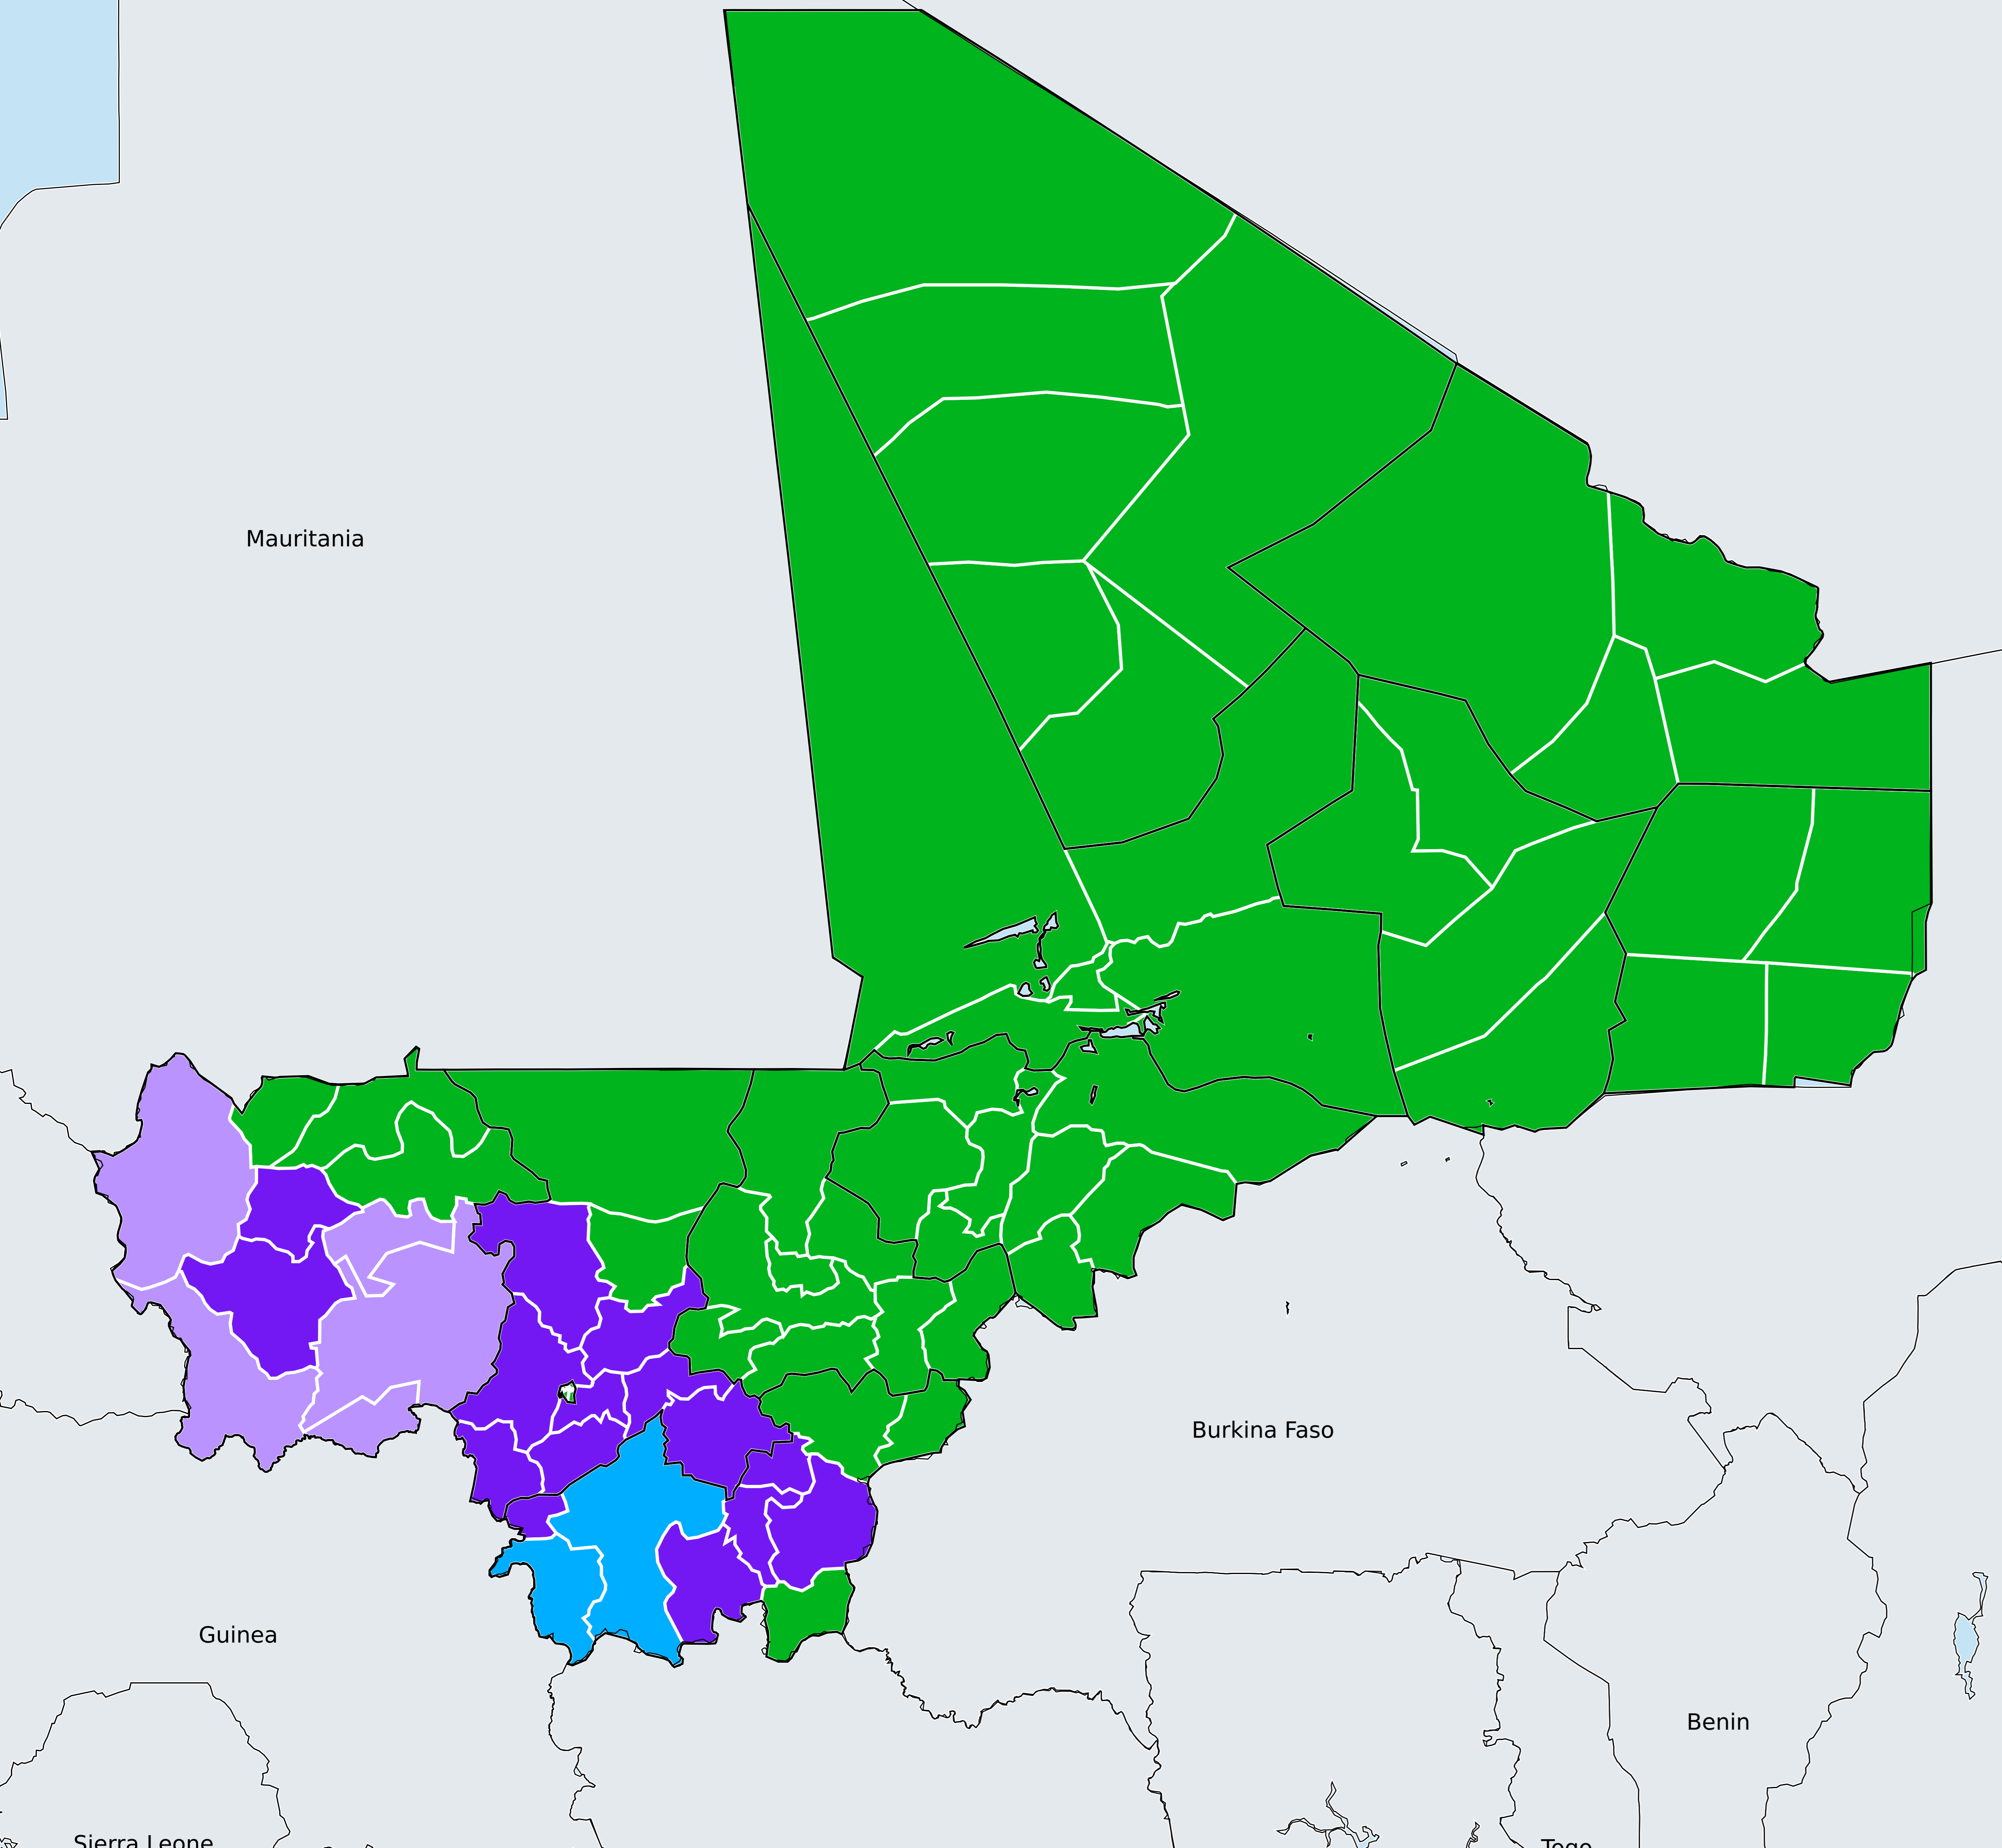 Mauritania
Burkina Faso
Guinea
Benin
Sierra Leone
Togo